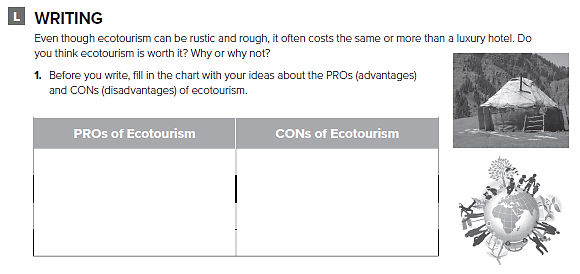 L WRITING
Even though ecotourism can be rustic and rough, it often costs the same or more than a luxury hotel. Do
you think ecotourism is worth it? Why or why not?
1. Before you write, fill in the chart with your ideas about the PROs (advantages)
and CONs (disadvantages) of ecotourism.
PROs of Ecotourism CONs of Ecotourism